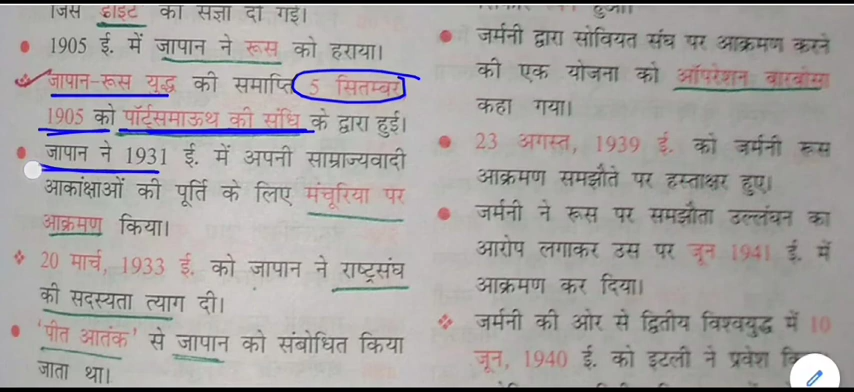 जिसे ह्वाइट की संज्ञा दी गई।
1905 ई. में जापान ने रूस को हराया।
जापान-रूस युद्ध की समाप्ति 5 सितम्बर
1905 को पॉर्ट्समाऊथ की संधि के द्वारा हुई।
जापान ने 1931 ई. में अपनी साम्राज्यवादी
आकांक्षाओं की पूर्ति के लिए मंचूरिया पर
आक्रमण किया।
20 मार्च, 1933 ई. को जापान ने राष्ट्रसंघ
की सदस्यता त्याग दी।
'पीत आतंक' से जापान को संबोधित किया
जाता था।
जर्मनी द्वारा सोवियत संघ पर आक्रमण करने
की एक योजना को ऑपरेशन बारबोसा
कहा गया।
23 अगस्त, 1939 ई. को जर्मनी रूस
आक्रमण समझौते पर हस्ताक्षर हुए।
जर्मनी ने रूस पर समझौता उल्लंघन का
आरोप लगाकर उस पर जून 1941 ई. में
आक्रमण कर दिया।
जर्मनी की ओर से द्वितीय विश्वयुद्ध में 10
जून, 1940 ई. को इटली ने प्रवेश